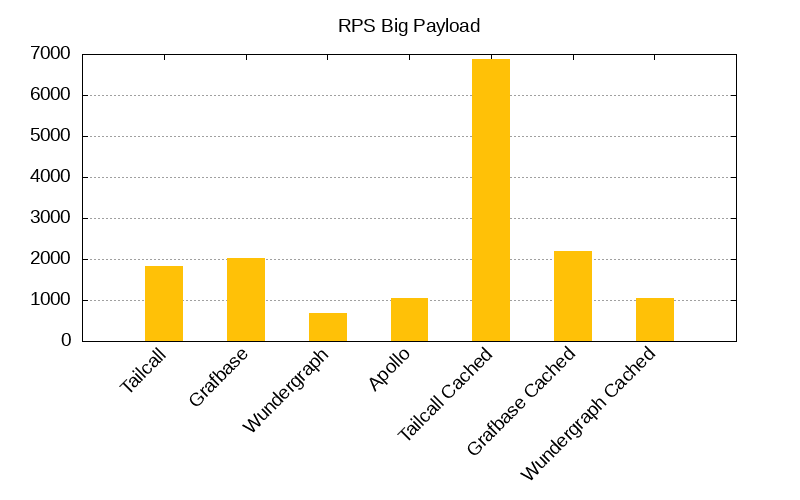 RPS Big Payload
7000
6000
5000
4000
3000
2000
1000
0
Tailcall
Grafbase
Wundergraph
Apollo
Tailcall Cached
Grafbase Cached
Wundergraph Cached